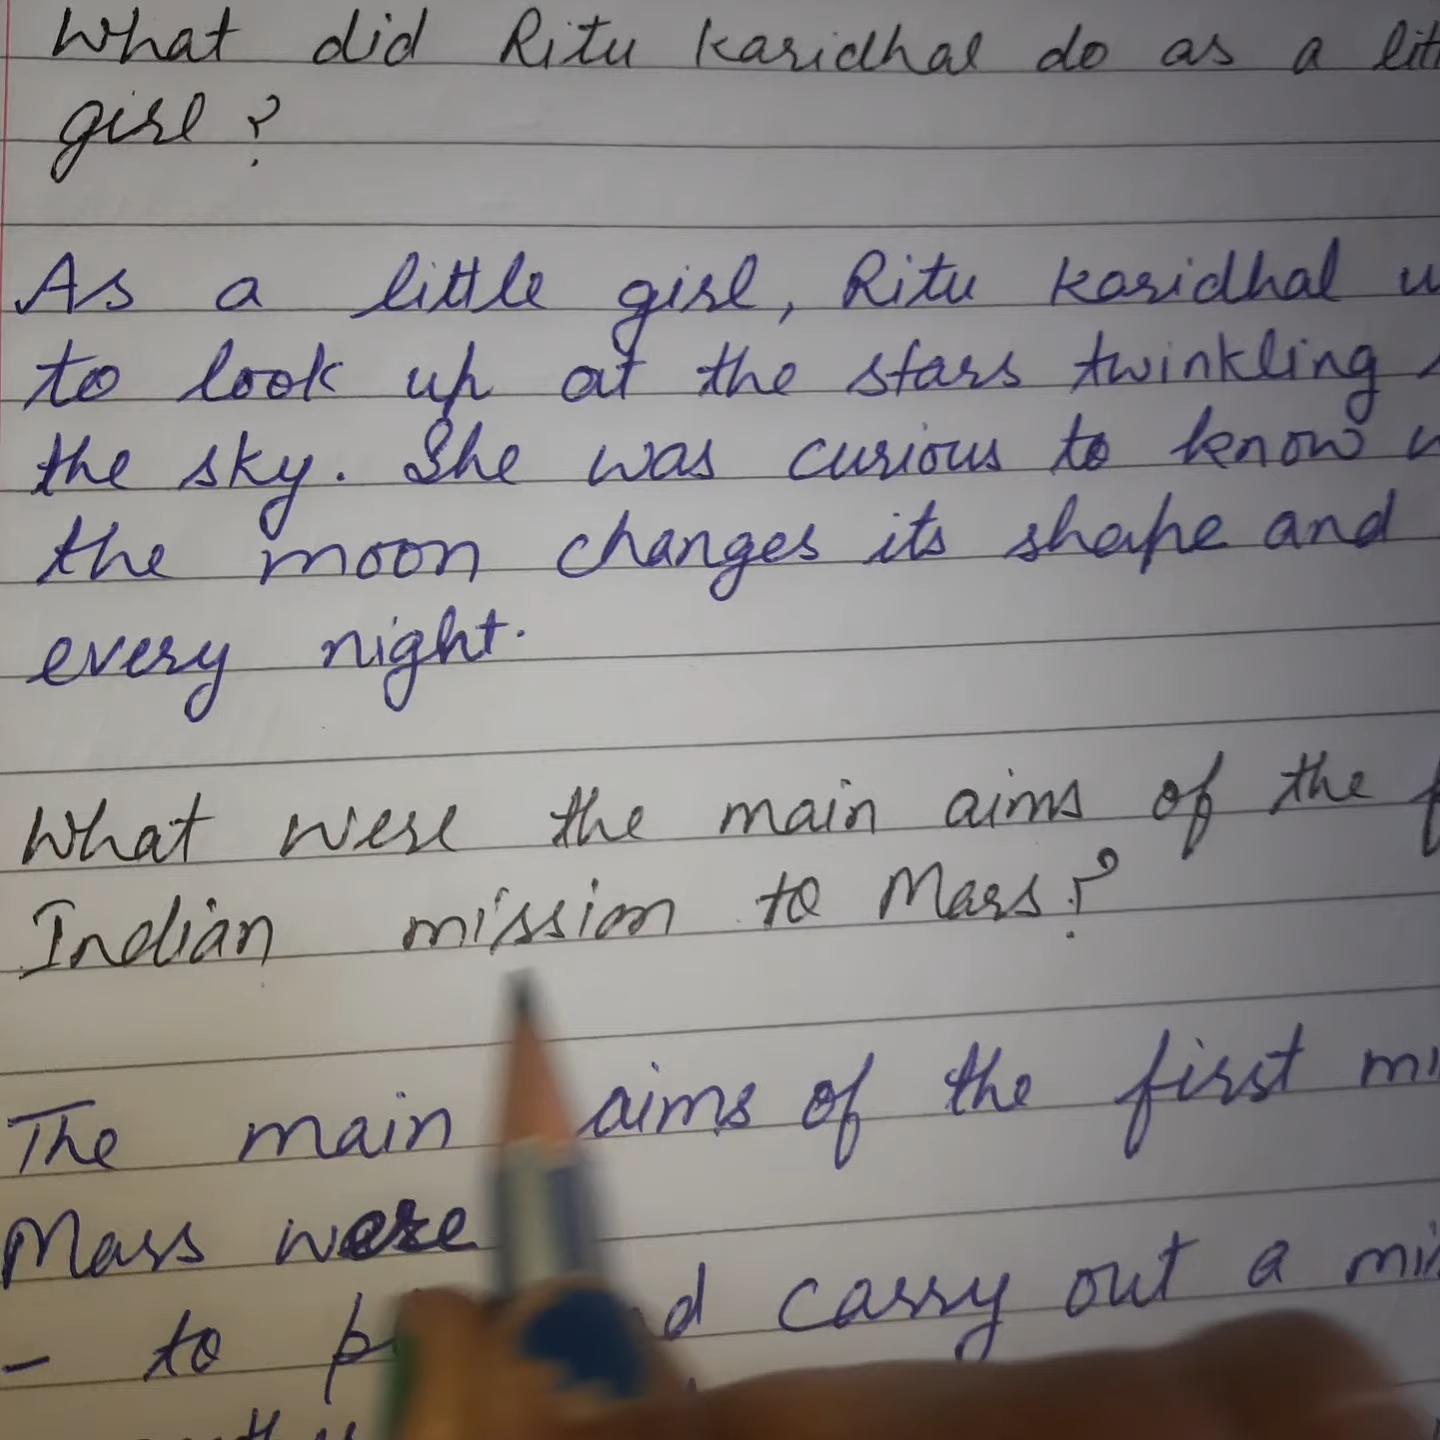 What did Ritu Karidhal do as a
girl?
As a little girl, Ritu Karidhal
to look up at the stars twinkling
the sky. She was curious to know
the moon changes its shape and
every night.
What were the main aims of the
Indian mission to Mars?
The main aims of the first
Mars were
- to carry out a